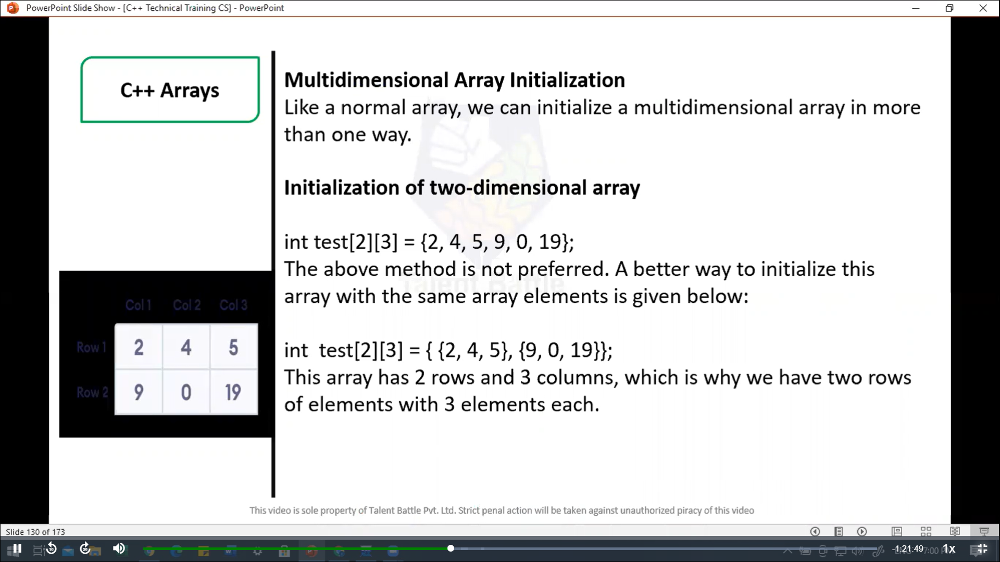 PowerPoint Slide Show - [C++ Technical Training CS] - PowerPoint
C++ Arrays
Multidimensional Array Initialization
Like a normal array, we can initialize a multidimensional array in more
than one way.
Initialization of two-dimensional array
int test[2][3] = {2, 4, 5, 9, 0, 19};
The above method is not preferred. A better way to initialize this
array with the same array elements is given below:
int  test[2][3] = { {2, 4, 5}, {9, 0, 19}};
This array has 2 rows and 3 columns, which is why we have two rows
of elements with 3 elements each.
Col 1 Col 2 Col 3
Row 1 2 4 5
Row 2 9 0 19
Talent Battle
This video is sole property of Talent Battle Pvt. Ltd. Strict penal action will be taken against unauthorized piracy of this video
Slide 130 of 173
10 30 -1:21:49 7:00 PM 1x